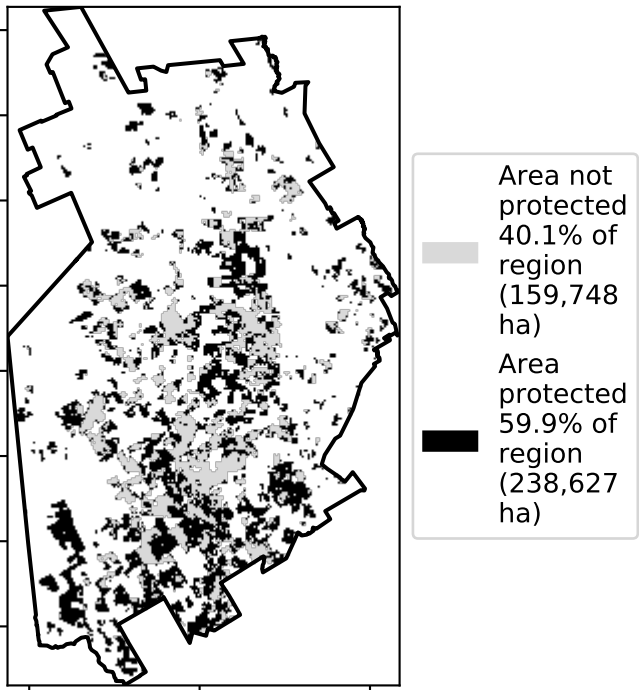 Area not
protected
40.1% of
region
(159,748
ha)
Area
protected
59.9% of
region
(238,627
ha)